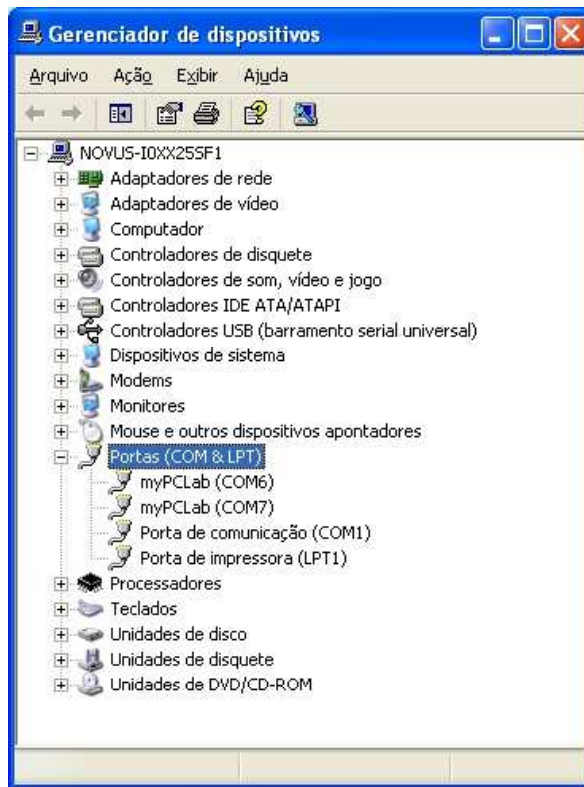 Gerenciador de dispositivos
Arquivo Ação Exibir Ajuda
NOVUS-I0XX25SF1
Adaptadores de rede
Adaptadores de vídeo
Computador
Controladores de disquete
Controladores de som, vídeo e jogo
Controladores IDE ATA/ATAPI
Controladores USB (barramento serial universal)
Dispositivos de sistema
Modems
Monitores
Mouse e outros dispositivos apontadores
Portas (COM & LPT)
myPCLab (COM6)
myPCLab (COM7)
Porta de comunicação (COM1)
Porta de impressora (LPT1)
Processadores
Teclados
Unidades de disco
Unidades de disquete
Unidades de DVD/CD-ROM